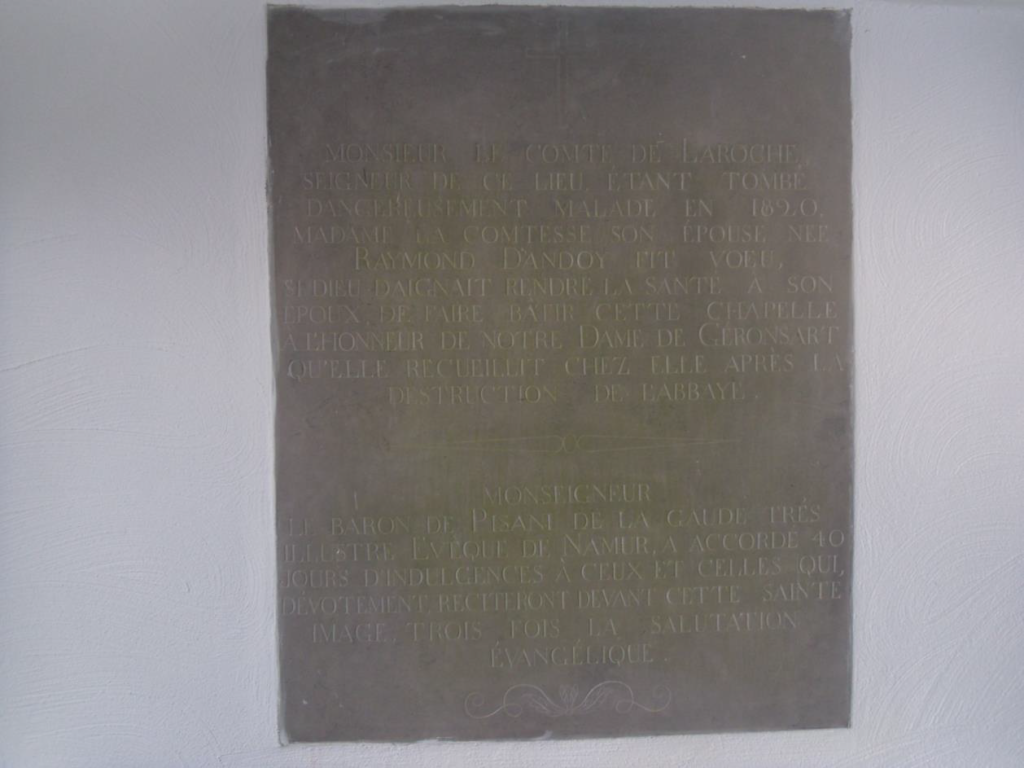 MONSIEUR LE COMTE DE LAROCHE,
SEIGNEUR DE CE LIEU ÉTANT TOMBÉ
DANGEREUSEMENT MALADE EN 1820.
MADAME LA COMTESSE SON ÉPOUSE NÉE
RAYMOND D'ANDOY FIT VOEU,
SI DIEU DAIGNAIT RENDRE LA SANTÉ À SON
ÉPOUX DE FAIRE BATIR CETTE CHAPELLE
À L'HONNEUR DE NOTRE DAME DE GÉRONSART
QU'ELLE RECUEILLIT CHEZ ELLE APRÈS LA
DESTRUCTION DE L'ABBAYE.
MONSEIGNEUR
LE BARON DE PISANI DE LA GAUDE TRÉS
ILLUSTRE EVÉQUE DE NAMUR, A ACCORDÉ 40
JOURS D'INDULGENCES À CEUX ET CELLES QUI,
DÉVOTEMENT RÉCITERONT DEVANT CETTE SAINTE
IMAGE, TROIS FOIS LA SALUTATION
ÉVANGÉLIQUE.